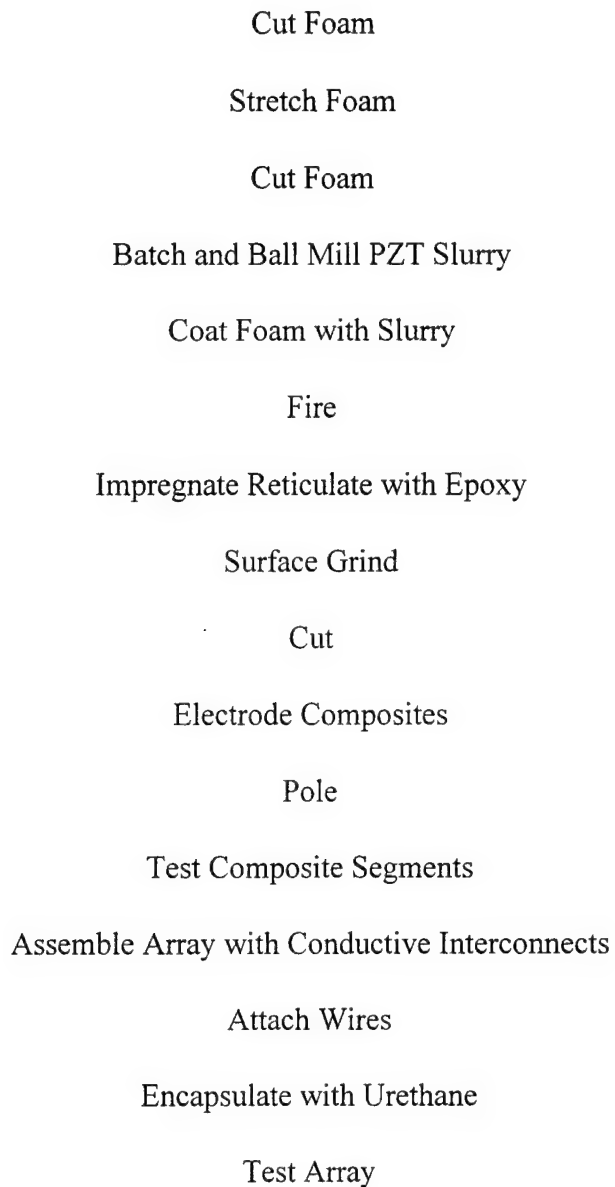 Cut Foam
Stretch Foam
Cut Foam
Batch and Ball Mill PZT Slurry
Coat Foam with Slurry
Fire
Impregnate Reticulate with Epoxy
Surface Grind
Cut
Electrode Composites
Pole
Test Composite Segments
Assemble Array with Conductive Interconnects
Attach Wires
Encapsulate with Urethane
Test Array